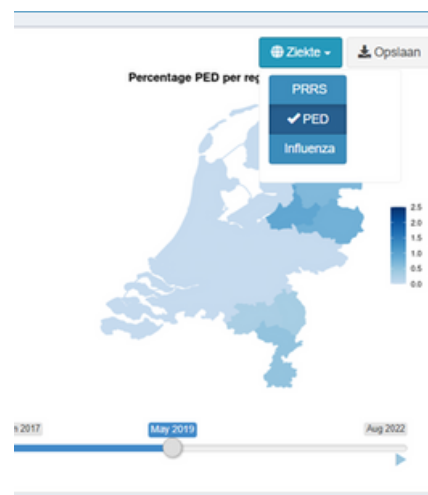 Ziekte
Opslaan
Percentage PED per reg
PRRS
PED
Influenza
2.5
2.0
1.5
1.0
0.5
0.0
2017
May 2019
Aug 2022